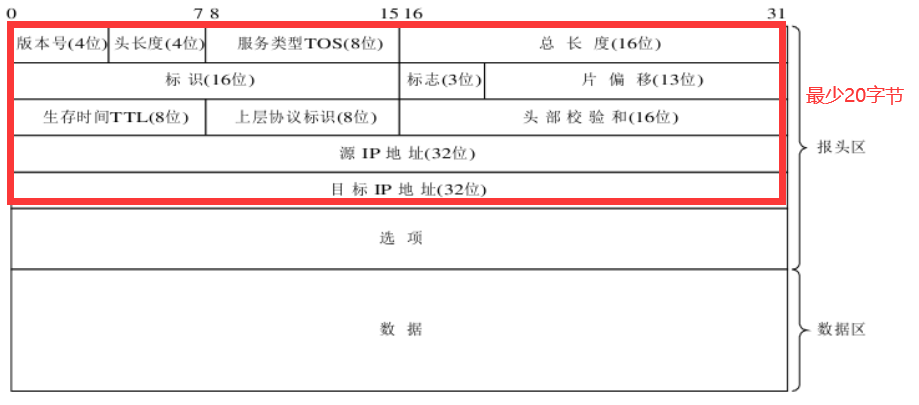 0 7 8 15 16 31
版本号(4位) 头长度(4位) 服务类型TOS(8位) 总 长 度(16位)
标 识(16位) 标志(3位) 片 偏 移(13位)
最少20字节
生存时间TTL(8位) 上层协议标识(8位) 头 部 校 验 和(16位)
报头区
源 IP 地 址(32位)
目 标 IP 地 址(32位)
选 项
数 据
数据区